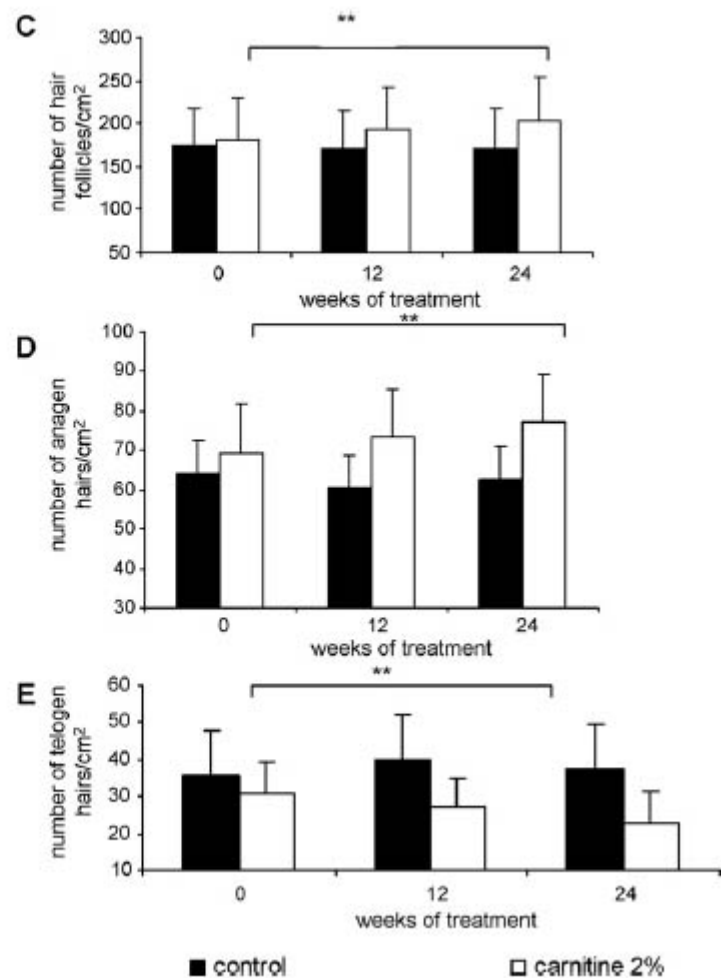 C
**
number of hair
follicles/cm²
300
250
200
150
100
50
0
12
24
weeks of treatment
D
**
number of anagen
hairs/cm²
100
90
80
70
60
50
40
30
0
12
24
weeks of treatment
E
**
number of telogen
hairs/cm²
60
50
40
30
20
10
0
12
24
weeks of treatment
control
carnitine 2%